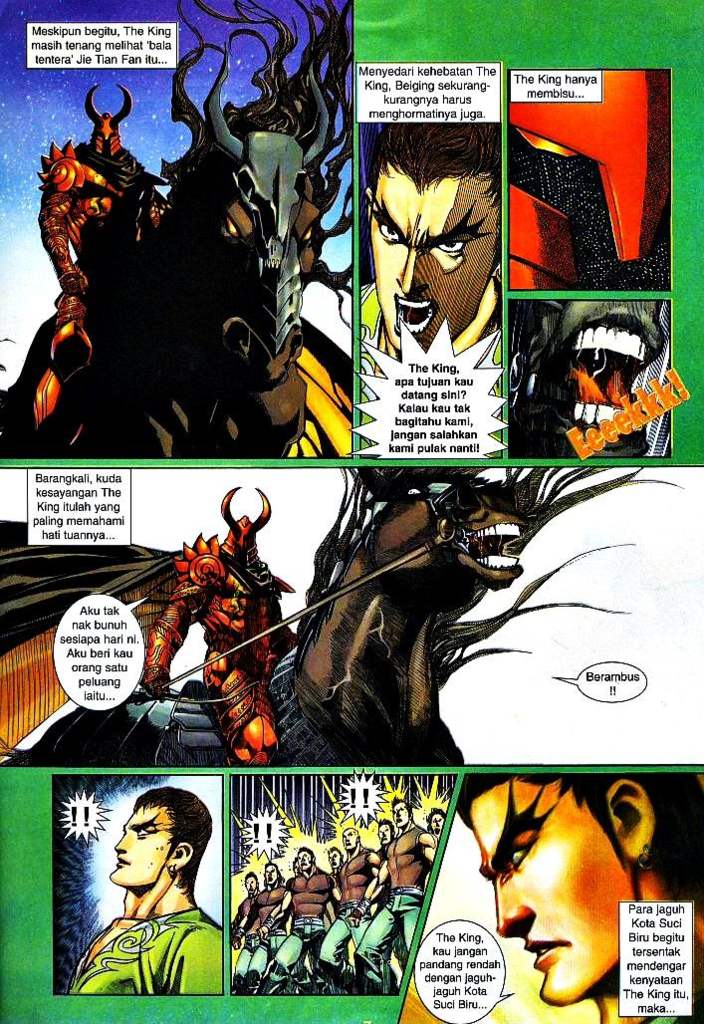 Meskipun begitu, The King
masih tenang melihat 'bala
tentera' Jie Tian Fan itu...
Menyedari kehebatan The
King, Beiging sekurang-
kurangnya harus
menghormatinya juga.
The King hanya
membisu...
The King,
apa tujuan kau
datang sini?
Kalau kau tak
bagitahu kami,
jangan salahkan
kami pulak nanti!
Eeeekkk!
Barangkali, kuda
kesayangan The
King itulah yang
paling memahami
hati tuannya...
Aku tak
nak bunuh
sesiapa hari ni.
Aku beri kau
orang satu
peluang
iaitu...
Berambus
!!
!!
!!
!!
The King,
kau jangan
pandang rendah
dengan jaguh-
jaguh Kota
Suci Biru...
Para jaguh
Kota Suci
Biru begitu
tersentak
mendengar
kenyataan
The King itu,
maka...